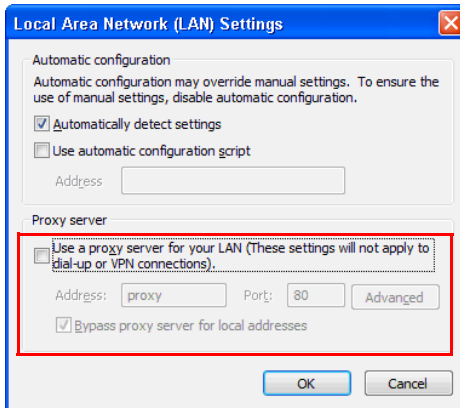 Local Area Network (LAN) Settings
Automatic configuration
Automatic configuration may override manual settings. To ensure the
use of manual settings, disable automatic configuration.
Automatically detect settings
Use automatic configuration script
Address
Proxy server
Use a proxy server for your LAN (These settings will not apply to
dial-up or VPN connections).
Address: proxy Port: 80 Advanced
Bypass proxy server for local addresses
OK Cancel